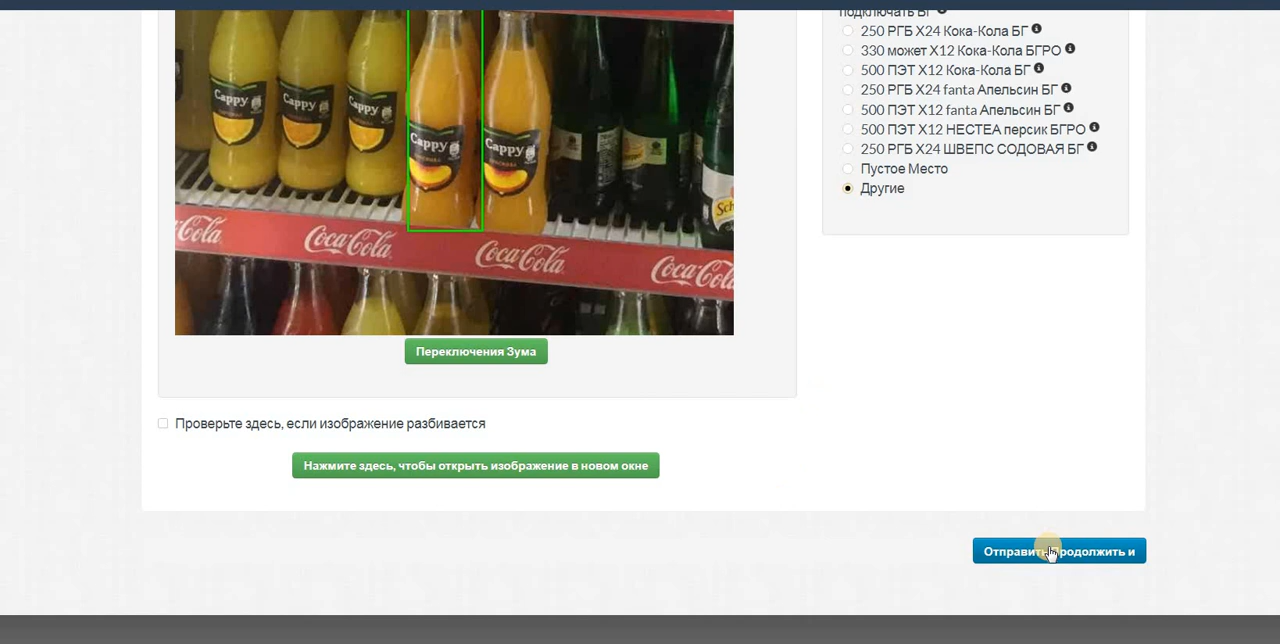 подключать БГ
250 РГБ X24 Кока-Кола БГ
330 может X12 Кока-Кола БГРО
500 ПЭТ X12 Кока-Кола БГ
250 РГБ X24 fanta Апельсин БГ
500 ПЭТ X12 fanta Апельсин БГ
500 ПЭТ X12 НЕСТЕА персик БГРО
250 РГБ X24 ШВЕПС СОДОВАЯ БГ
Пустое Место
Другие
Cappy
Cappy
Cappy
Cappy
Cappy
Sch
Coca-Cola
Coca-Cola
Coca-Cola
Coca-Cola
Переключения Зума
Проверьте здесь, если изображение разбивается
Нажмите здесь, чтобы открыть изображение в новом окне
Отправить Продолжить и